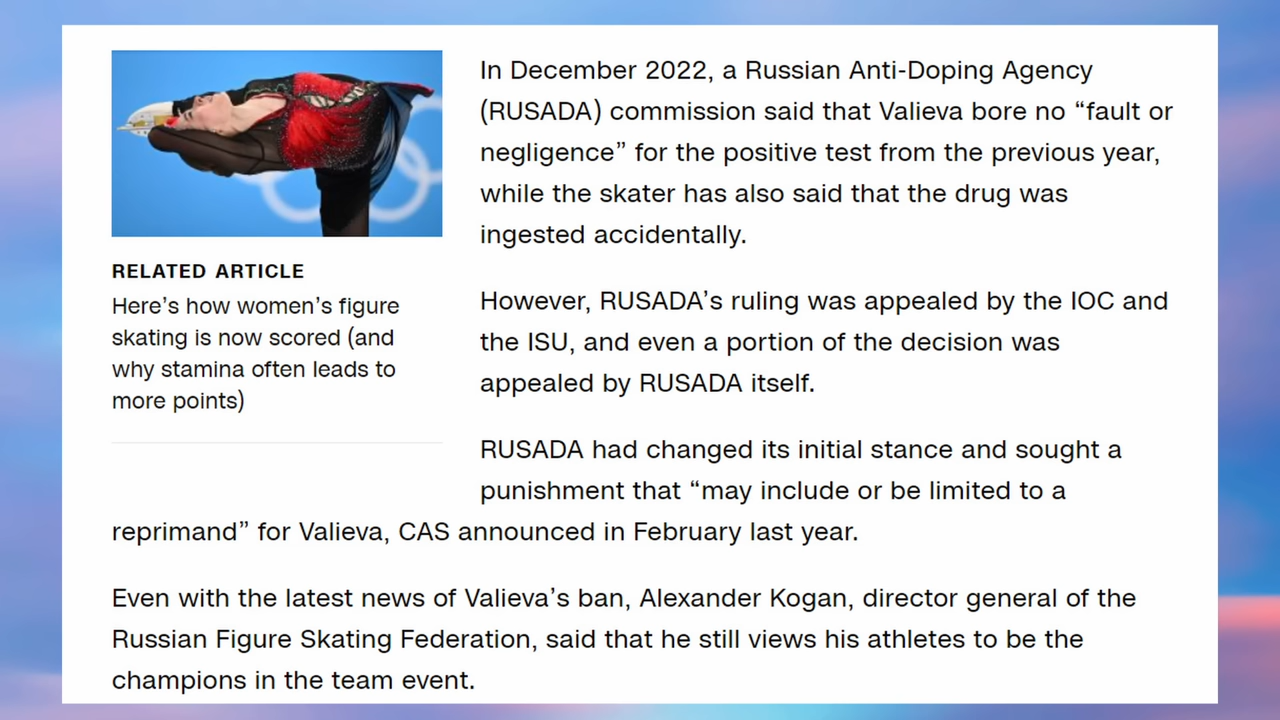 In December 2022, a Russian Anti-Doping Agency
(RUSADA) commission said that Valieva bore no “fault or
negligence” for the positive test from the previous year,
while the skater has also said that the drug was
ingested accidentally.
RELATED ARTICLE
Here’s how women’s figure
skating is now scored (and
why stamina often leads to
more points)
However, RUSADA’s ruling was appealed by the IOC and
the ISU, and even a portion of the decision was
appealed by RUSADA itself.
RUSADA had changed its initial stance and sought a
punishment that “may include or be limited to a
reprimand” for Valieva, CAS announced in February last year.
Even with the latest news of Valieva’s ban, Alexander Kogan, director general of the
Russian Figure Skating Federation, said that he still views his athletes to be the
champions in the team event.